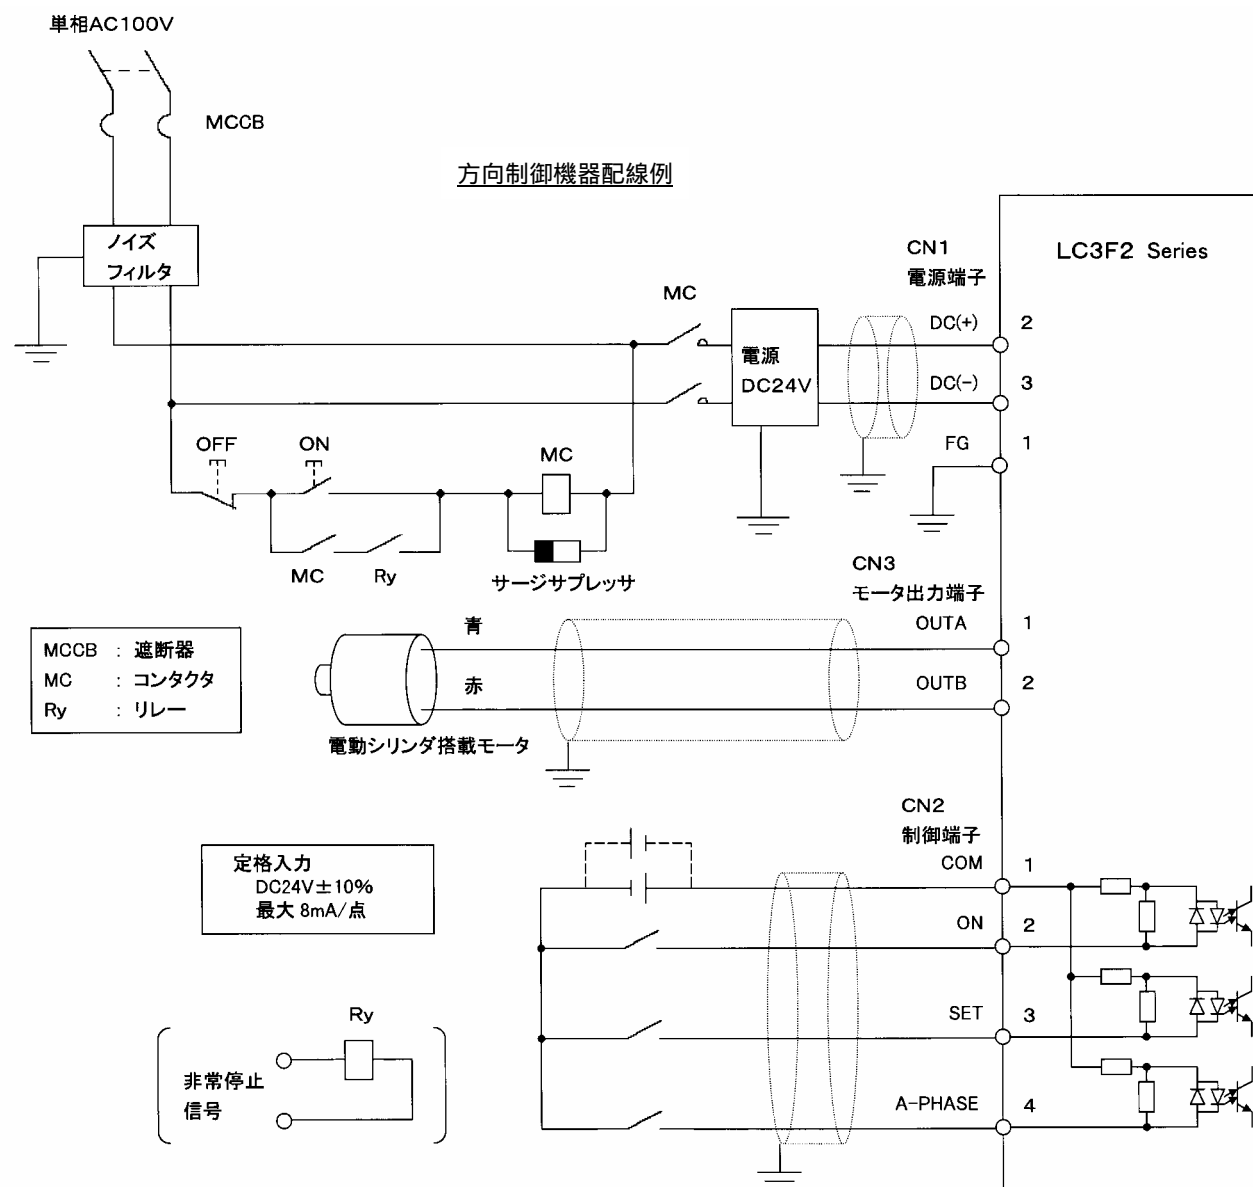 単相AC100V
MCCB
方向制御機器配線例
ノイズ
フィルタ
CN1
電源端子
LC3F2 Series
MC
DC(+)
2
電源
DC24V
DC(-)
3
OFF
ON
MC
FG
1
MC
Ry
サージサプレッサ
CN3
モータ出力端子
青
OUTA
1
MCCB : 遮断器
MC : コンタクタ
Ry : リレー
赤
OUTB
2
電動シリンダ搭載モータ
CN2
制御端子
定格入力
DC24V±10%
最大 8mA/点
COM
1
ON
2
Ry
SET
3
非常停止
信号
A-PHASE
4